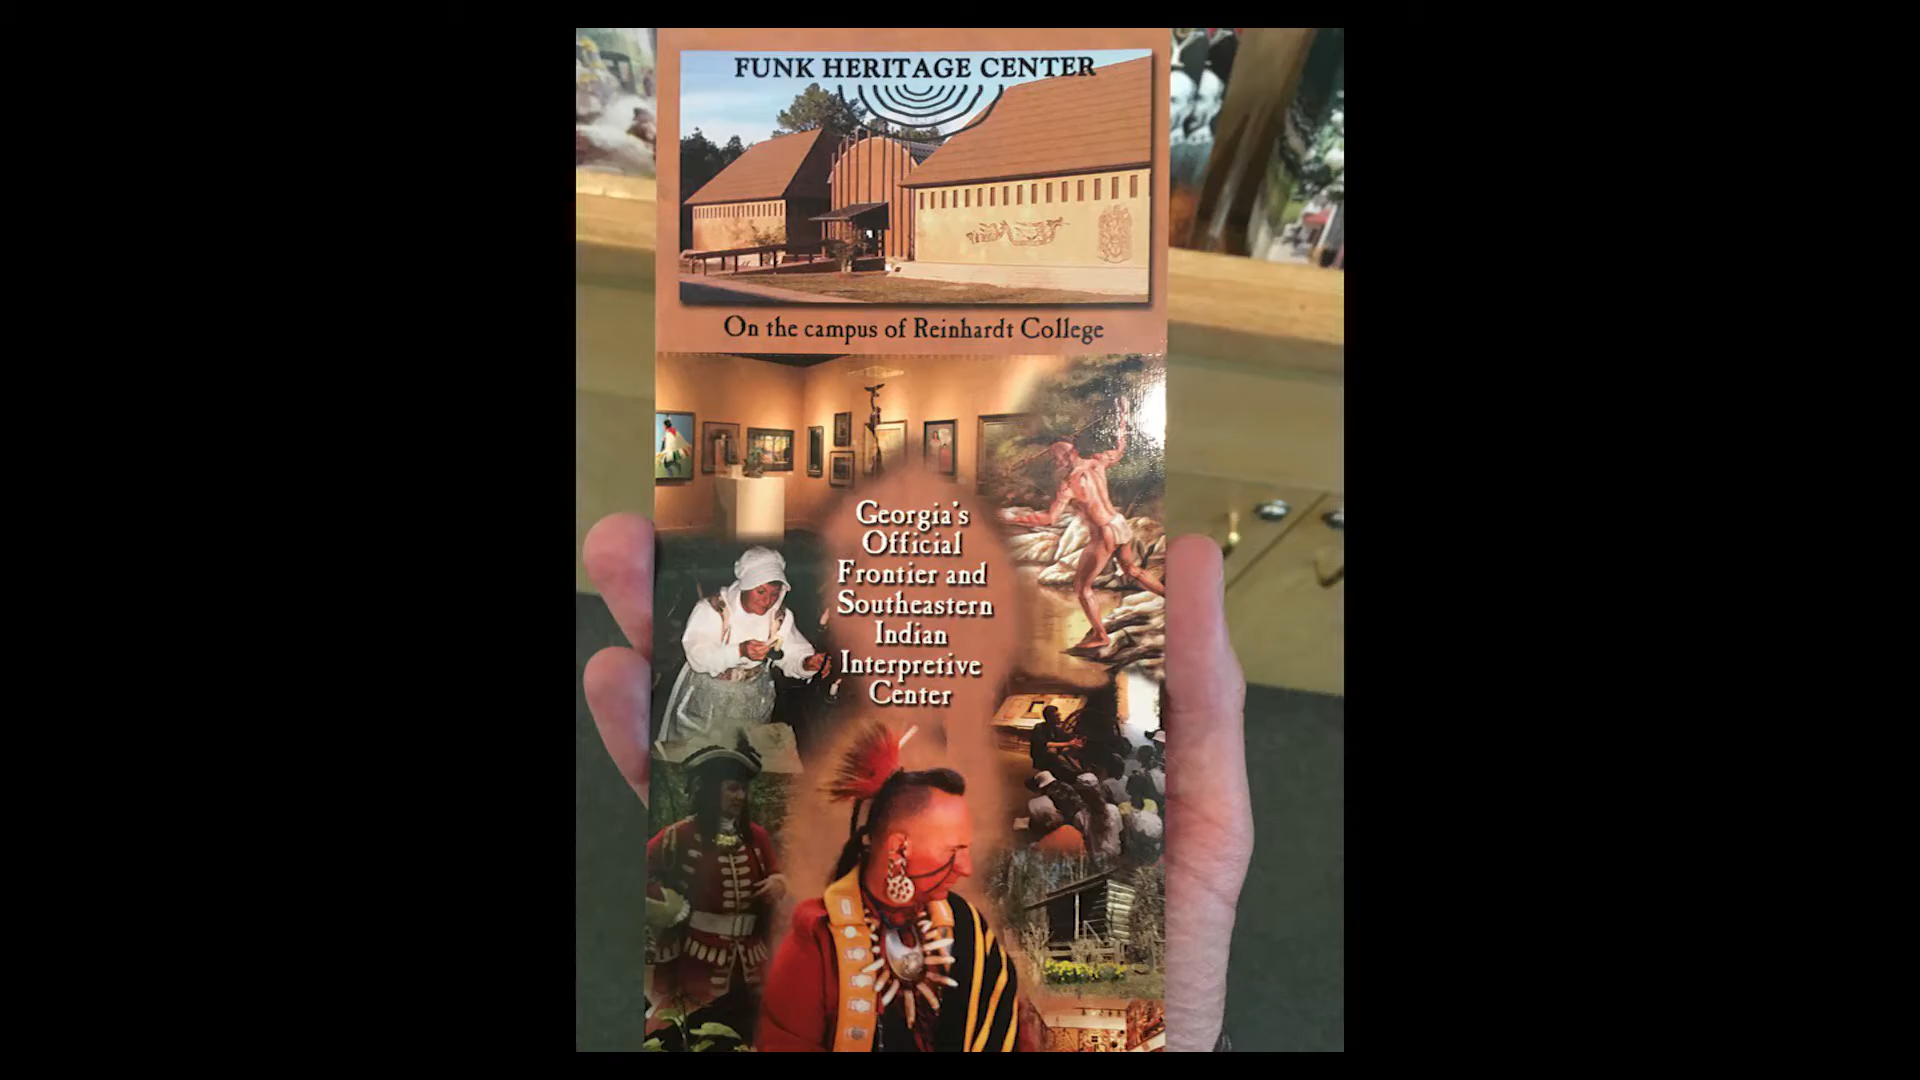 FUNK HERITAGE CENTER
On the campus of Reinhardt College
Georgia's
Official
Frontier and
Southeastern
Indian
Interpretive
Center